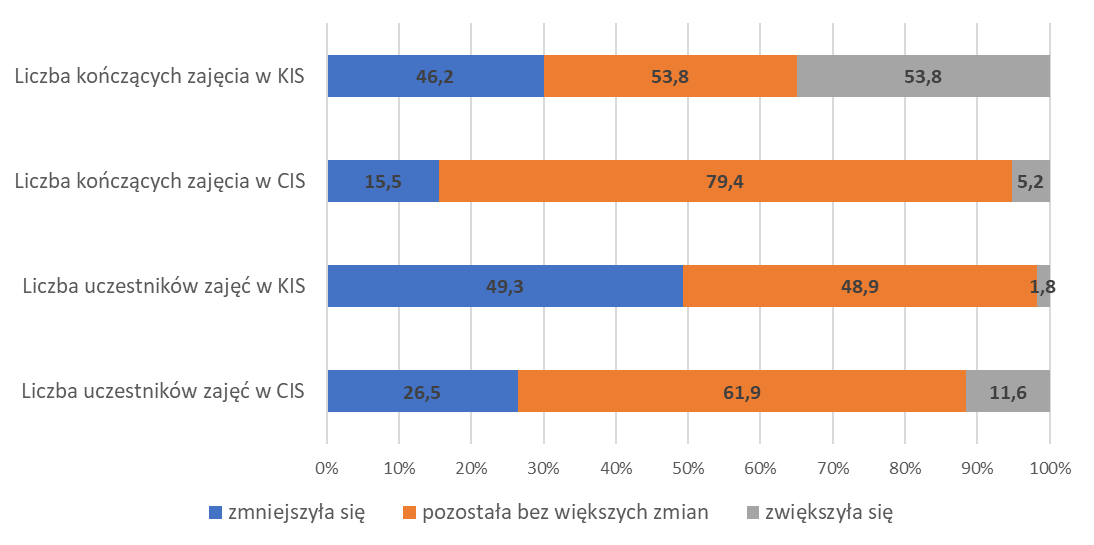 Liczba kończących zajęcia w KIS 46,2 53,8 53,8
Liczba kończących zajęcia w CIS 15,5 79,4 5,2
Liczba uczestników zajęć w KIS 49,3 48,9 1,8
Liczba uczestników zajęć w CIS 26,5 61,9 11,6
0% 10% 20% 30% 40% 50% 60% 70% 80% 90% 100%
zmniejszyła się pozostała bez większych zmian zwiększyła się